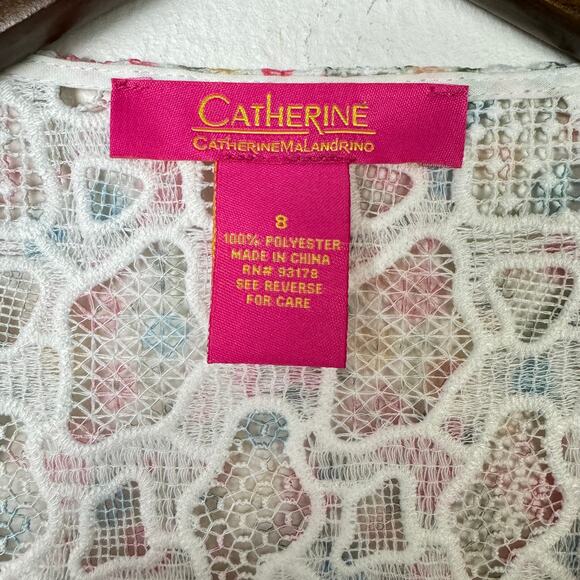 CATHERINE
CATHERINEMALANDRINO
8
100% POLYESTER
MADE IN CHINA
RN# 93178
SEE REVERSE
FOR CARE